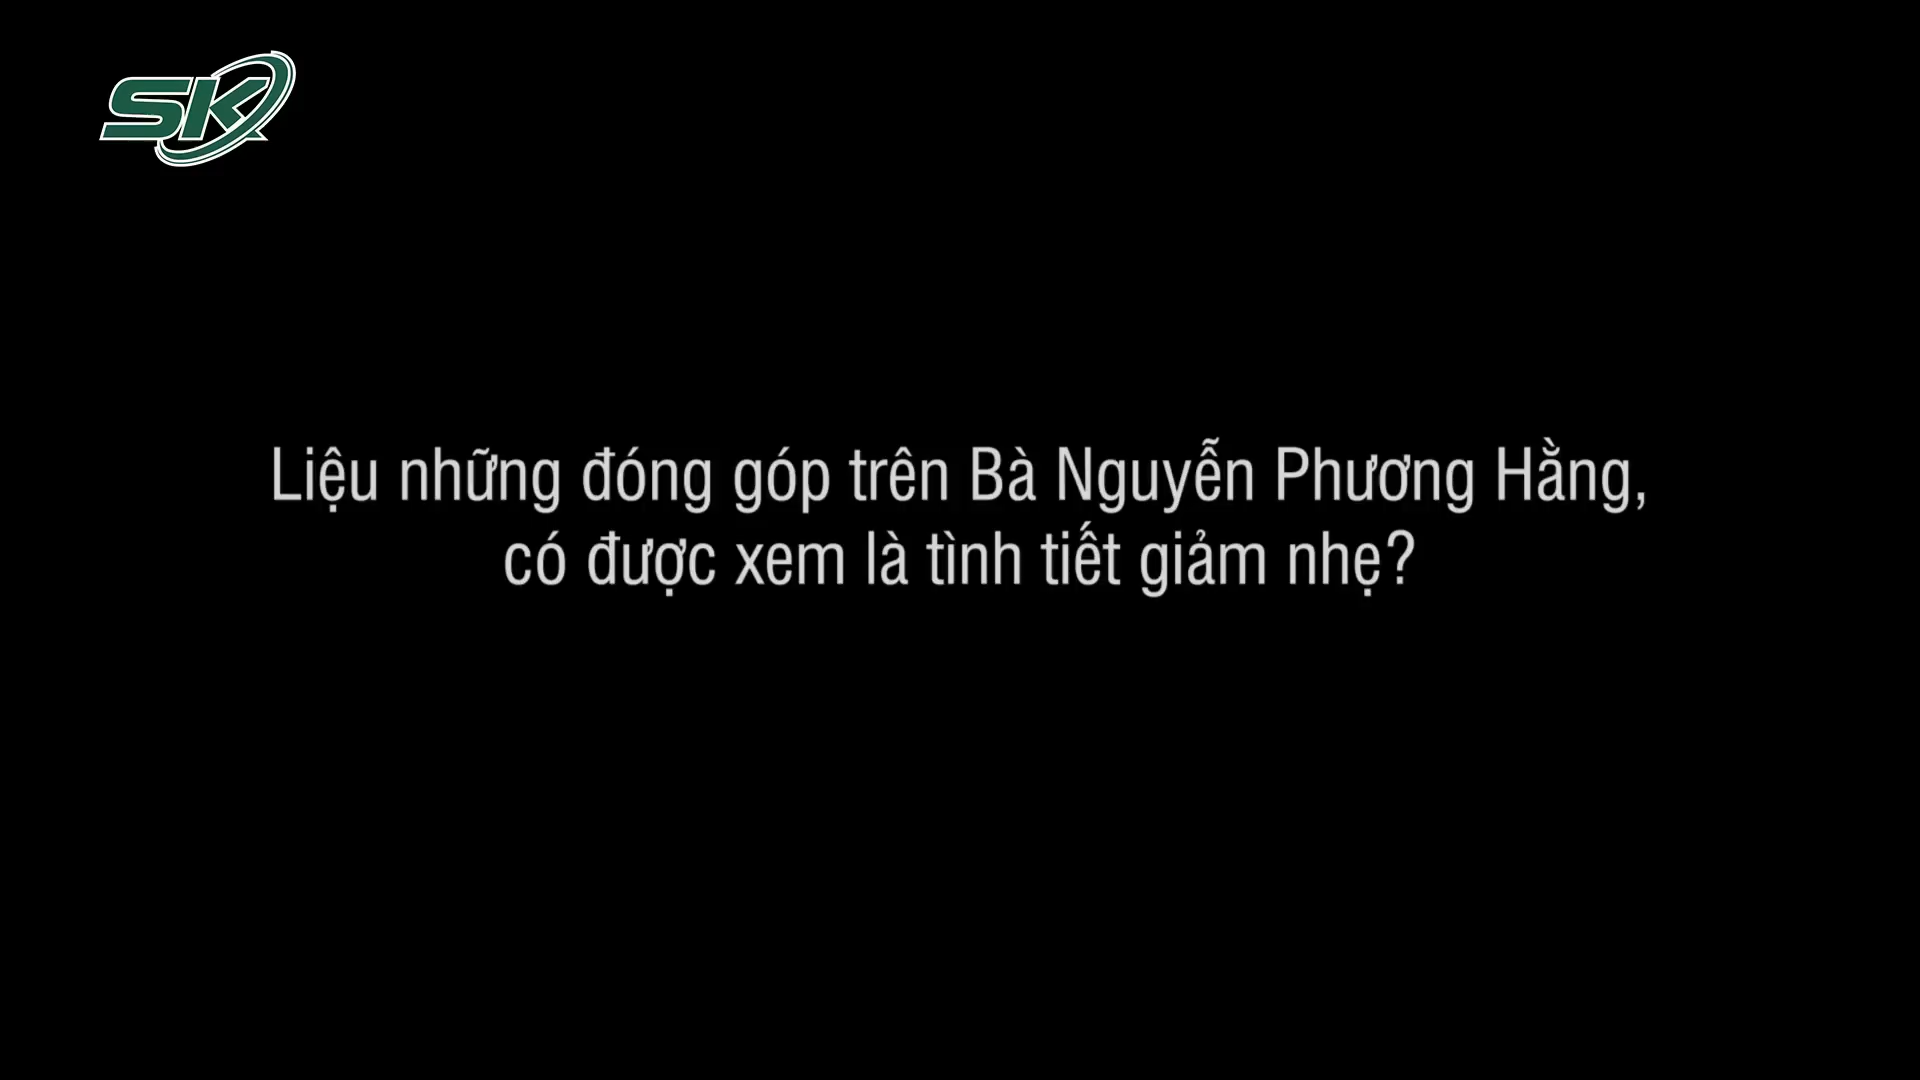 SK
Liệu những đóng góp trên Bà Nguyễn Phương Hằng,
có được xem là tình tiết giảm nhẹ?